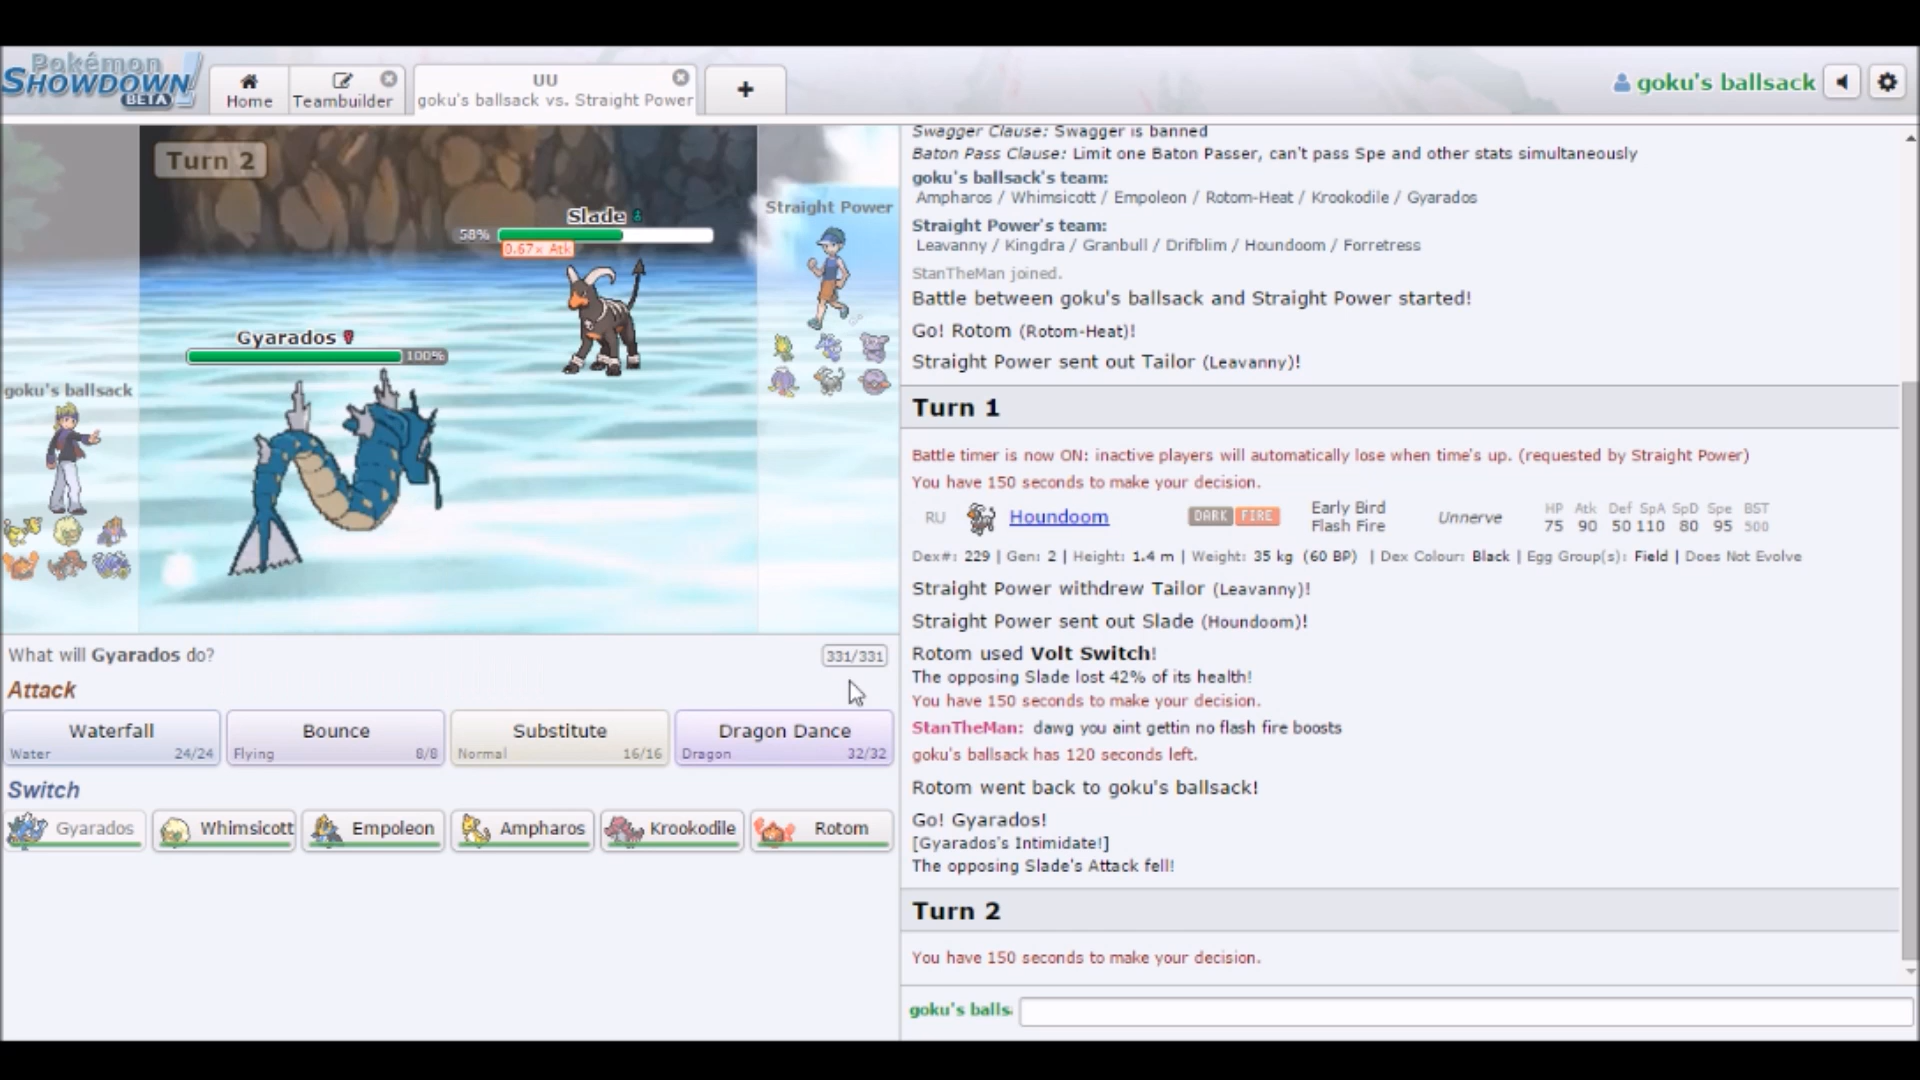 Pokémon
SHOWDOWN!
BETA
Home
Teambuilder
UU
goku's ballsack vs. Straight Power
+
goku's ballsack
Turn 2
Slade
58%
0.67× Atk
Gyarados
100%
Straight Power
goku's ballsack
What will Gyarados do?
331/331
Attack
Waterfall
Water 24/24
Bounce
Flying 8/8
Substitute
Normal 16/16
Dragon Dance
Dragon 32/32
Switch
Gyarados
Whimsicott
Empoleon
Ampharos
Krookodile
Rotom
Swagger Clause: Swagger is banned
Baton Pass Clause: Limit one Baton Passer, can't pass Spe and other stats simultaneously
goku's ballsack's team:
Ampharos / Whimsicott / Empoleon / Rotom-Heat / Krookodile / Gyarados
Straight Power's team:
Leavanny / Kingdra / Granbull / Drifblim / Houndoom / Forretress
StanTheMan joined.
Battle between goku's ballsack and Straight Power started!
Go! Rotom (Rotom-Heat)!
Straight Power sent out Tailor (Leavanny)!
Turn 1
Battle timer is now ON: inactive players will automatically lose when time's up. (requested by Straight Power)
You have 150 seconds to make your decision.
RU Houndoom DARK FIRE Early Bird Flash Fire Unnerve HP 75 Atk 90 Def 50 SpA 110 SpD 80 Spe 95 BST 500
Dex#: 229 | Gen: 2 | Height: 1.4 m | Weight: 35 kg (60 BP) | Dex Colour: Black | Egg Group(s): Field | Does Not Evolve
Straight Power withdrew Tailor (Leavanny)!
Straight Power sent out Slade (Houndoom)!
Rotom used Volt Switch!
The opposing Slade lost 42% of its health!
You have 150 seconds to make your decision.
StanTheMan: dawg you aint gettin no flash fire boosts
goku's ballsack has 120 seconds left.
Rotom went back to goku's ballsack!
Go! Gyarados!
[Gyarados's Intimidate!]
The opposing Slade's Attack fell!
Turn 2
You have 150 seconds to make your decision.
goku's balls